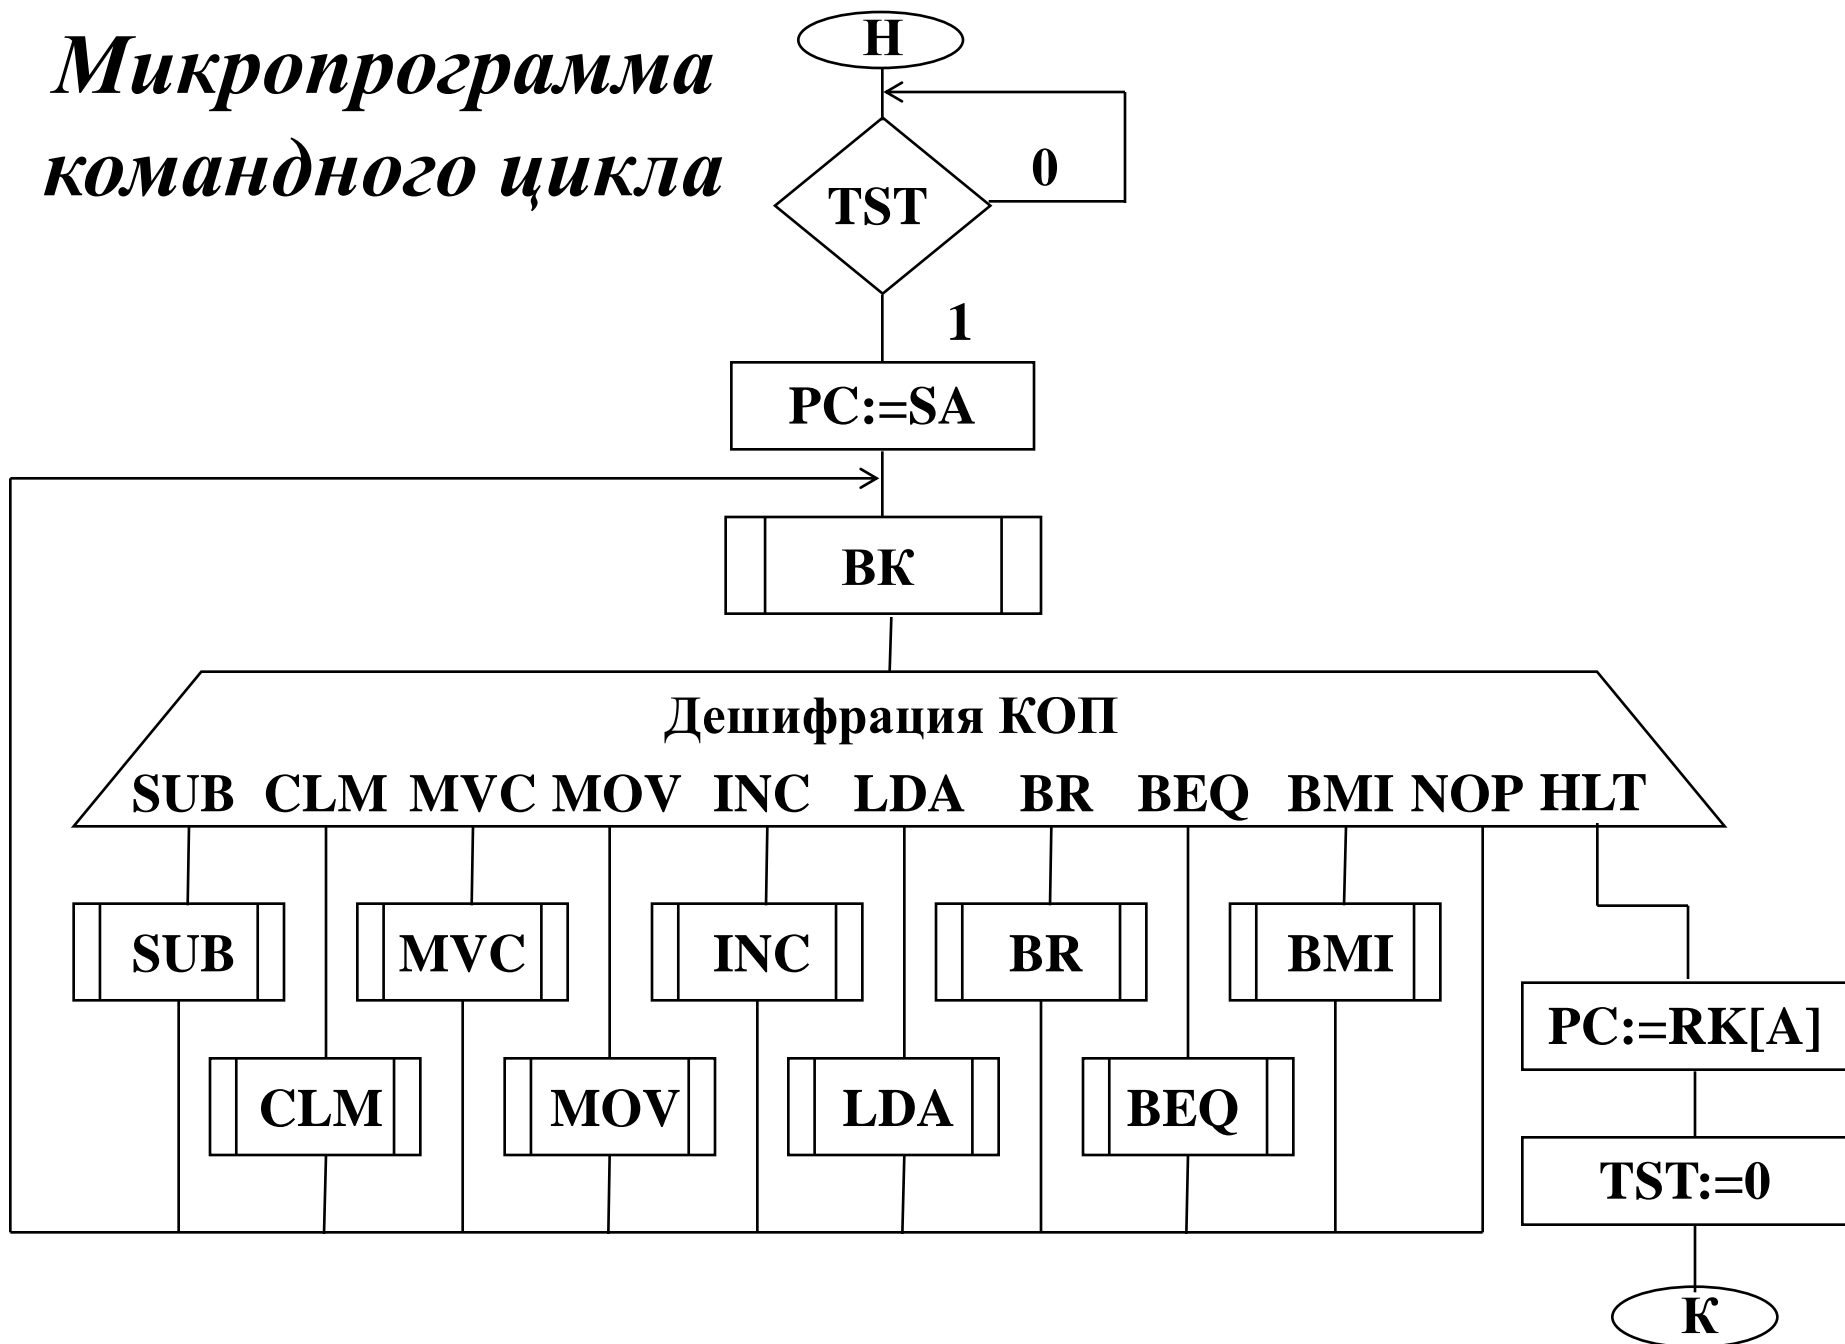 Микропрограмма
командного цикла
Н
TST
0
1
PC:=SA
ВК
Дешифрация КОП
SUB CLM MVC MOV INC LDA BR BEQ BMI NOP HLT
SUB MVC INC BR BMI
PC:=RK[A]
CLM MOV LDA BEQ
TST:=0
К